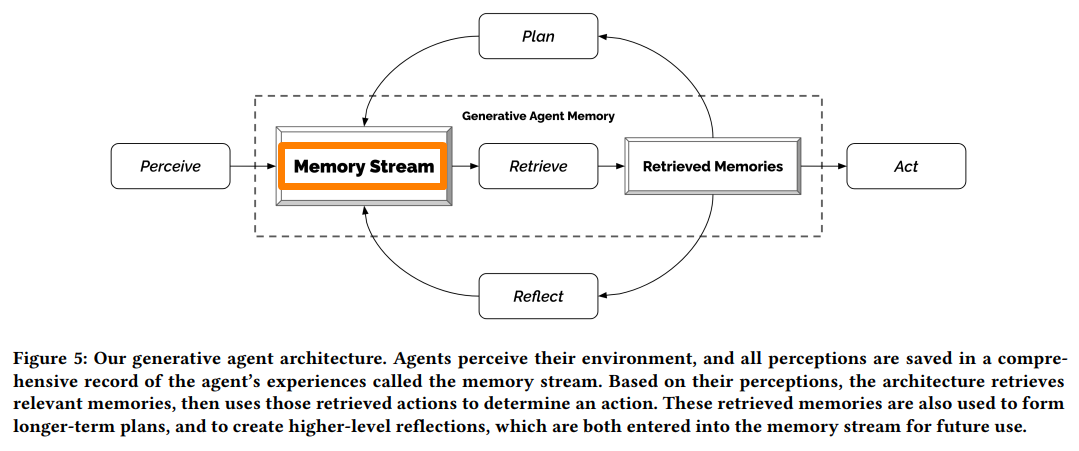 Plan
Generative Agent Memory
Perceive
Memory Stream
Retrieve
Retrieved Memories
Act
Reflect
Figure 5: Our generative agent architecture. Agents perceive their environment, and all perceptions are saved in a compre-
hensive record of the agent’s experiences called the memory stream. Based on their perceptions, the architecture retrieves
relevant memories, then uses those retrieved actions to determine an action. These retrieved memories are also used to form
longer-term plans, and to create higher-level reflections, which are both entered into the memory stream for future use.